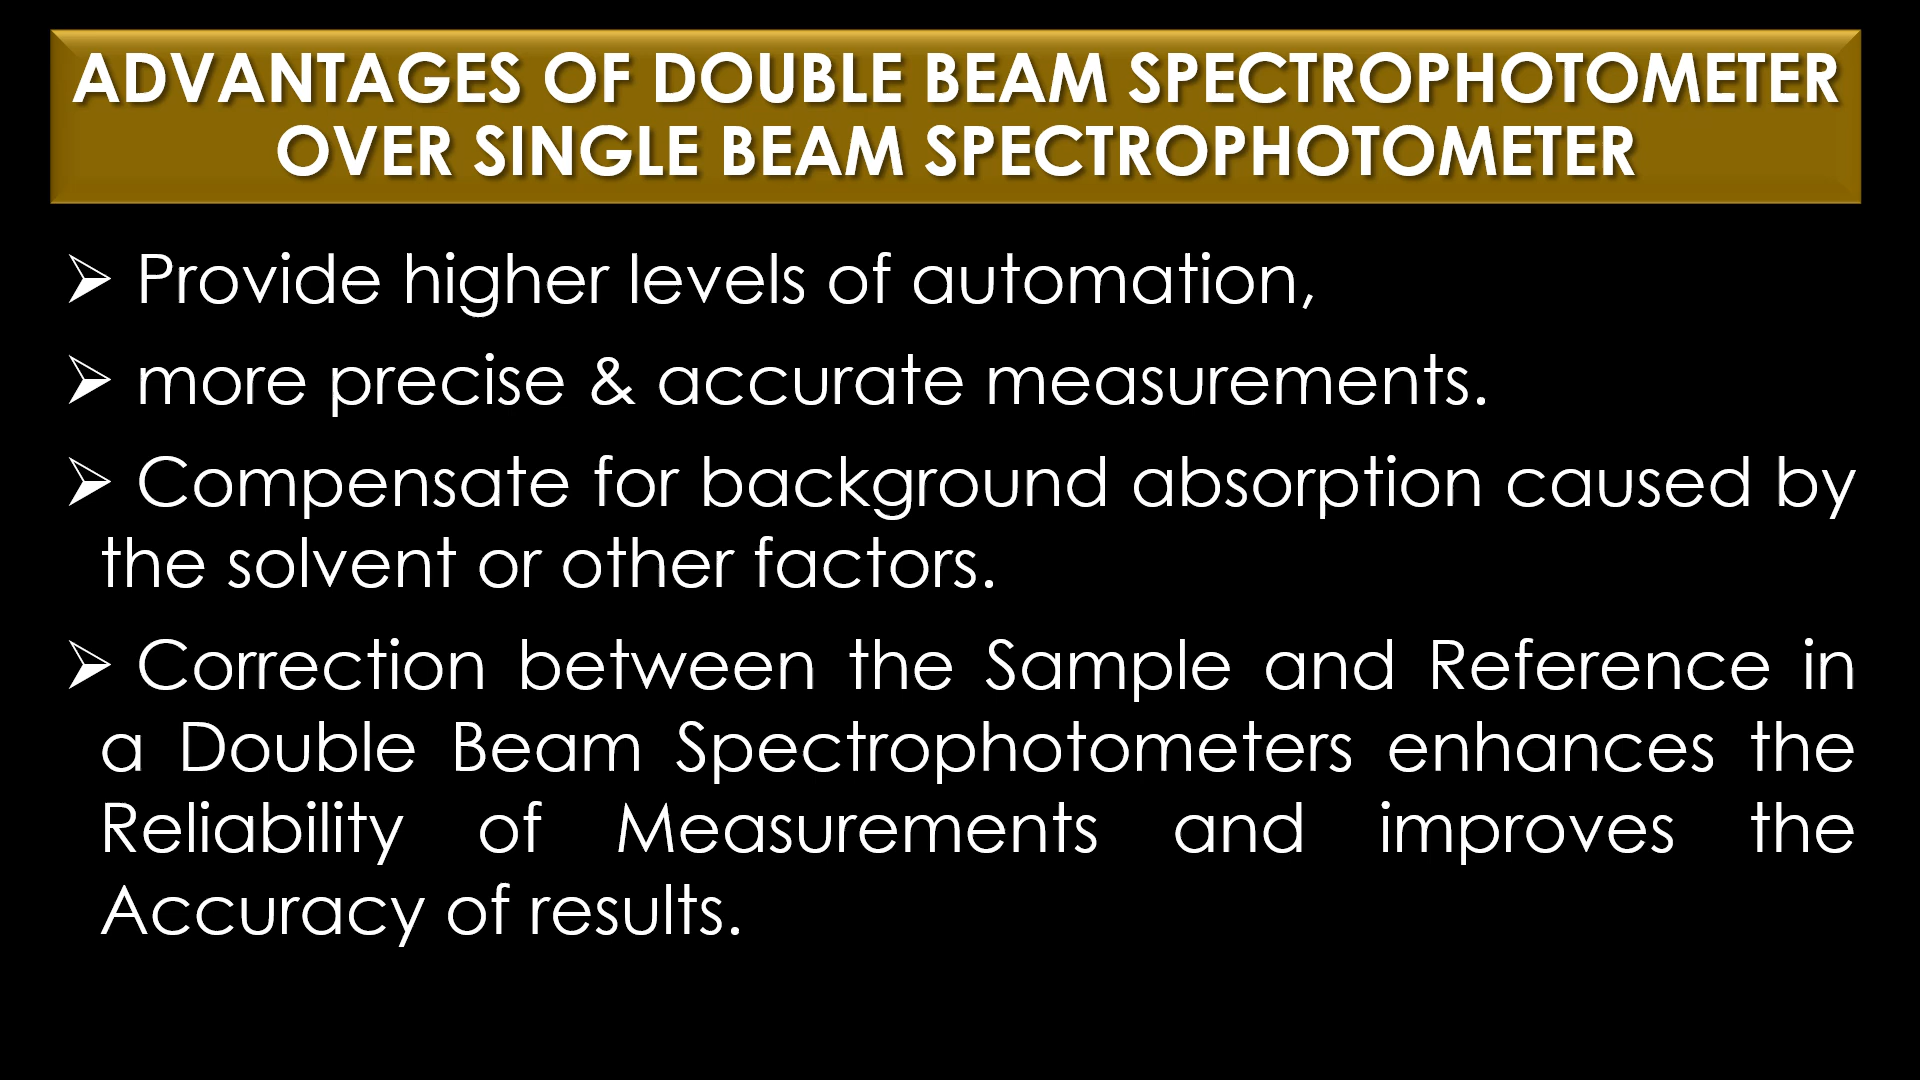 ADVANTAGES OF DOUBLE BEAM SPECTROPHOTOMETER
OVER SINGLE BEAM SPECTROPHOTOMETER
➢ Provide higher levels of automation,
➢ more precise & accurate measurements.
➢ Compensate for background absorption caused by
the solvent or other factors.
➢ Correction between the Sample and Reference in
a Double Beam Spectrophotometers enhances the
Reliability of Measurements and improves the
Accuracy of results.